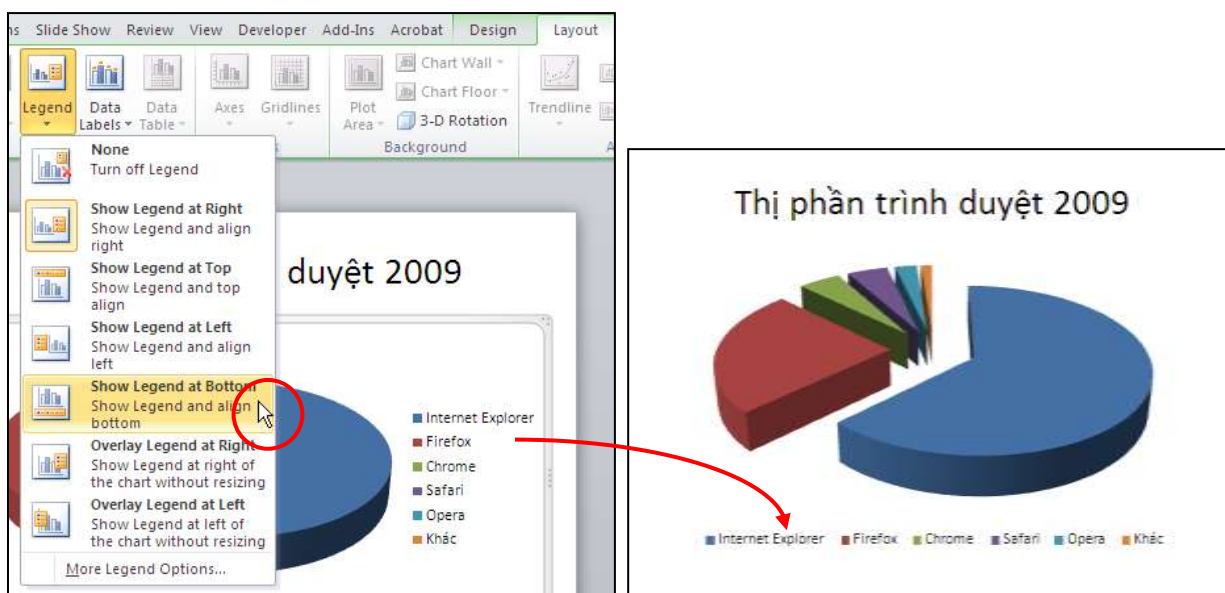 Slide Show Review View Developer Add-Ins Acrobat Design Layout
Legend
Data Labels
Data Table
Axes
Gridlines
Plot Area
Chart Wall
Chart Floor
3-D Rotation
Trendline
Background
None
Turn off Legend
Show Legend at Right
Show Legend and align
right
Show Legend at Top
Show Legend and top
align
Show Legend at Left
Show Legend and align
left
Show Legend at Bottom
Show Legend and align
bottom
Overlay Legend at Right
Show Legend at right of
the chart without resizing
Overlay Legend at Left
Show Legend at left of
the chart without resizing
More Legend Options...
duyệt 2009
Internet Explorer
Firefox
Chrome
Safari
Opera
Khác
Thị phần trình duyệt 2009
Internet Explorer Firefox Chrome Safari Opera Khác